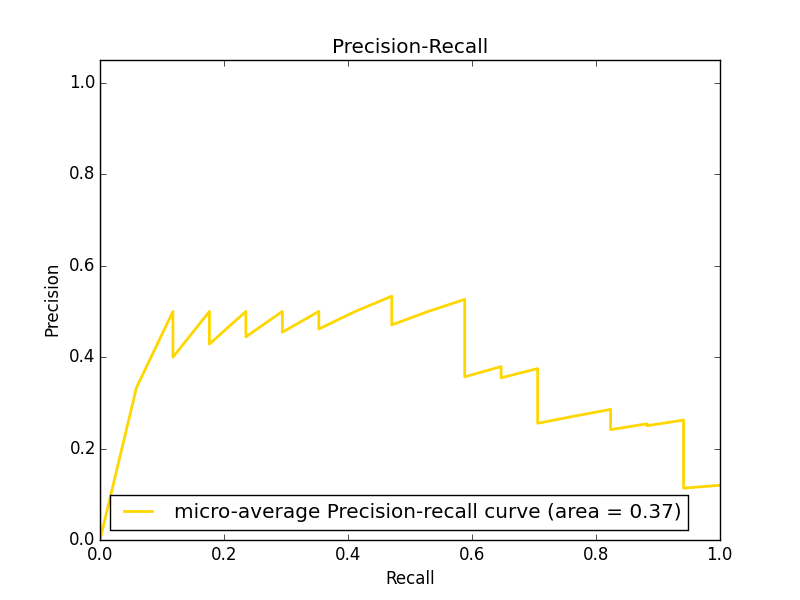 Precision-Recall
1.0
0.8
0.6
0.4
0.2
0.0
Precision
micro-average Precision-recall curve (area = 0.37)
0.0 0.2 0.4 0.6 0.8 1.0
Recall